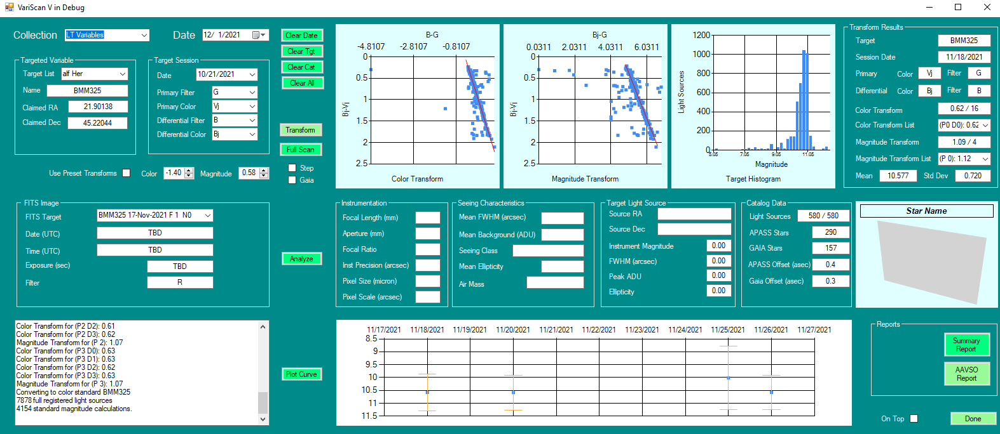 VariScan V in Debug
Collection LT Variables Date 12/ 1/2021
Clear Date
Clear Tgt
Clear Cat
Clear All
Targeted Variable
Target List alf Her
Name BMM325
Claimed RA 21.90138
Claimed Dec 45.22044
Target Session
Date 10/21/2021
Primary Filter G
Primary Color Vj
Differential Filter B
Differential Color Bj
Transform
Full Scan
Use Preset Transforms Color -1.40 Magnitude 0.58
Step
Gaia
B-G
-4.8107 -2.8107 -0.8107
0
0.5
1
1.5
2
2.5
Bj-Vj
Color Transform
Bj-G
0.0311 2.0311 4.0311 6.0311
0
0.5
1
1.5
2
2.5
Bj-Vj
Magnitude Transform
1200
1000
800
600
400
200
0
Light Sources
5.05 7.05 9.05 11.05
Magnitude
Target Histogram
Transform Results
Target BMM325
Session Date 11/18/2021
Primary Color Vj Filter G
Differential Color Bj Filter B
Color Transform 0.62 / 16
Color Transform List (P0 D0): 0.62
Magnitude Transform 1.09 / 4
Magnitude Transform List (P 0): 1.12
Mean 10.577 Std Dev 0.720
FITS Image
FITS Target BMM325 17-Nov-2021 F 1 N0
Date (UTC) TBD
Time (UTC) TBD
Exposure (sec) TBD
Filter R
Analyze
Instrumentation
Focal Length (mm)
Aperture (mm)
Focal Ratio
Inst Precision (arcsec)
Pixel Size (micron)
Pixel Scale (arcsec)
Seeing Characteristics
Mean FWHM (arcsec)
Mean Background (ADU)
Seeing Class
Mean Ellipticity
Air Mass
Target Light Source
Source RA
Source Dec
Instrument Magnitude 0.00
FWHM (arcsec) 0.00
Peak ADU 0.00
Ellipticity 0.00
Catalog Data
Light Sources 580 / 580
APASS Stars 290
GAIA Stars 157
APASS Offset (asec) 0.4
Gaia Offset (asec) 0.3
Star Name
Color Transform for (P2 D2): 0.61
Color Transform for (P2 D3): 0.62
Magnitude Transform for (P 2): 1.07
Color Transform for (P3 D0): 0.63
Color Transform for (P3 D1): 0.63
Color Transform for (P3 D2): 0.62
Color Transform for (P3 D3): 0.63
Magnitude Transform for (P 3): 1.07
Converting to color standard BMM325
7878 full registered light sources
4154 standard magnitude calculations.
Plot Curve
11/17/2021 11/18/2021 11/19/2021 11/20/2021 11/21/2021 11/22/2021 11/23/2021 11/24/2021 11/25/2021 11/26/2021 11/27/2021
8.5
9
9.5
10
10.5
11
11.5
Reports
Summary
Report
AAVSO
Report
On Top
Done